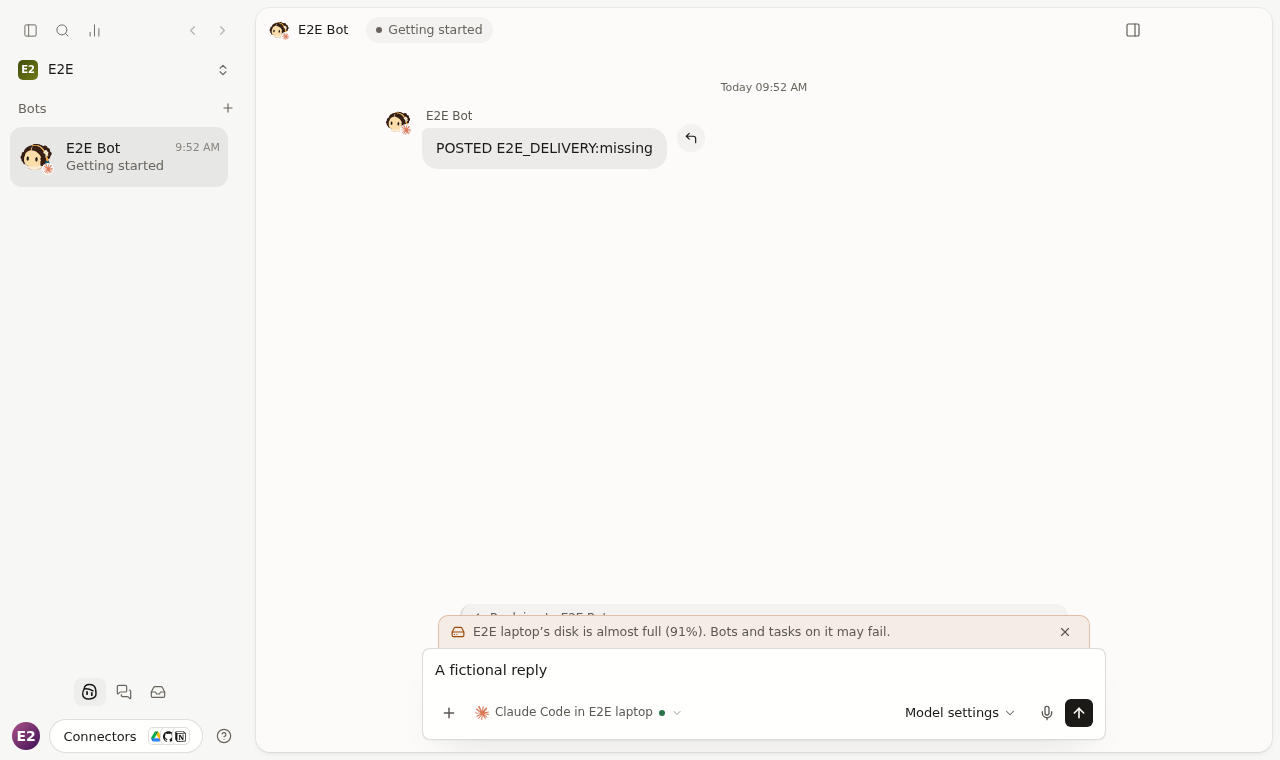 E2 E2E
Bots
E2E Bot 9:52 AM
Getting started
E2E Bot Getting started
Today 09:52 AM
E2E Bot
POSTED E2E_DELIVERY:missing
E2E laptop’s disk is almost full (91%). Bots and tasks on it may fail.
A fictional reply
Claude Code in E2E laptop Model settings
E2 Connectors